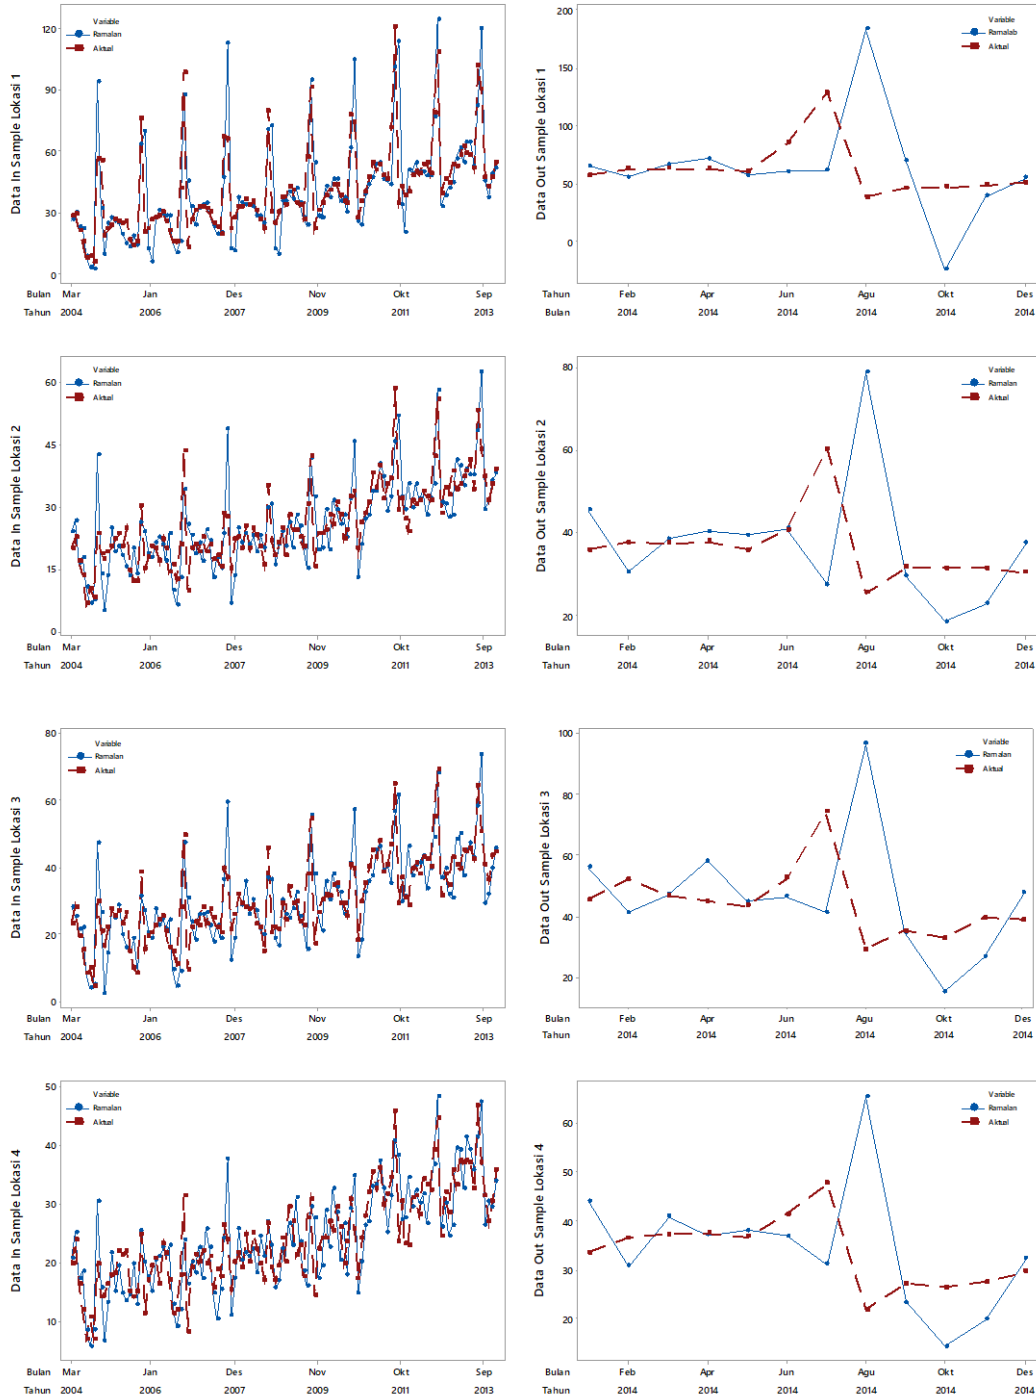 Data In Sample Lokasi 1
Variable
Ramalan
Aktual
120
90
60
30
0
Bulan Mar Jan Des Nov Okt Sep
Tahun 2004 2006 2007 2009 2011 2013
Data Out Sample Lokasi 1
Variable
Ramalab
Aktual
200
150
100
50
0
Tahun Feb Apr Jun Agu Okt Des
Bulan 2014 2014 2014 2014 2014 2014
Data In Sample Lokasi 2
Variable
Ramalan
Aktual
60
45
30
15
0
Bulan Mar Jan Des Nov Okt Sep
Tahun 2004 2006 2007 2009 2011 2013
Data Out Sample Lokasi 2
Variable
Ramalan
Aktual
80
60
40
20
Bulan Feb Apr Jun Agu Okt Des
Tahun 2014 2014 2014 2014 2014 2014
Data In Sample Lokasi 3
Variable
Ramalan
Aktual
80
60
40
20
0
Bulan Mar Jan Des Nov Okt Sep
Tahun 2004 2006 2007 2009 2011 2013
Data Out Sample Lokasi 3
Variable
Ramalan
Aktual
100
80
60
40
20
Bulan Feb Apr Jun Agu Okt Des
Tahun 2014 2014 2014 2014 2014 2014
Data In Sample Lokasi 4
Variable
Ramalan
Aktual
50
40
30
20
10
Bulan Mar Jan Des Nov Okt Sep
Tahun 2004 2006 2007 2009 2011 2013
Data Out Sample Lokasi 4
Variable
Ramalan
Aktual
60
50
40
30
20
Bulan Feb Apr Jun Agu Okt Des
Tahun 2014 2014 2014 2014 2014 2014